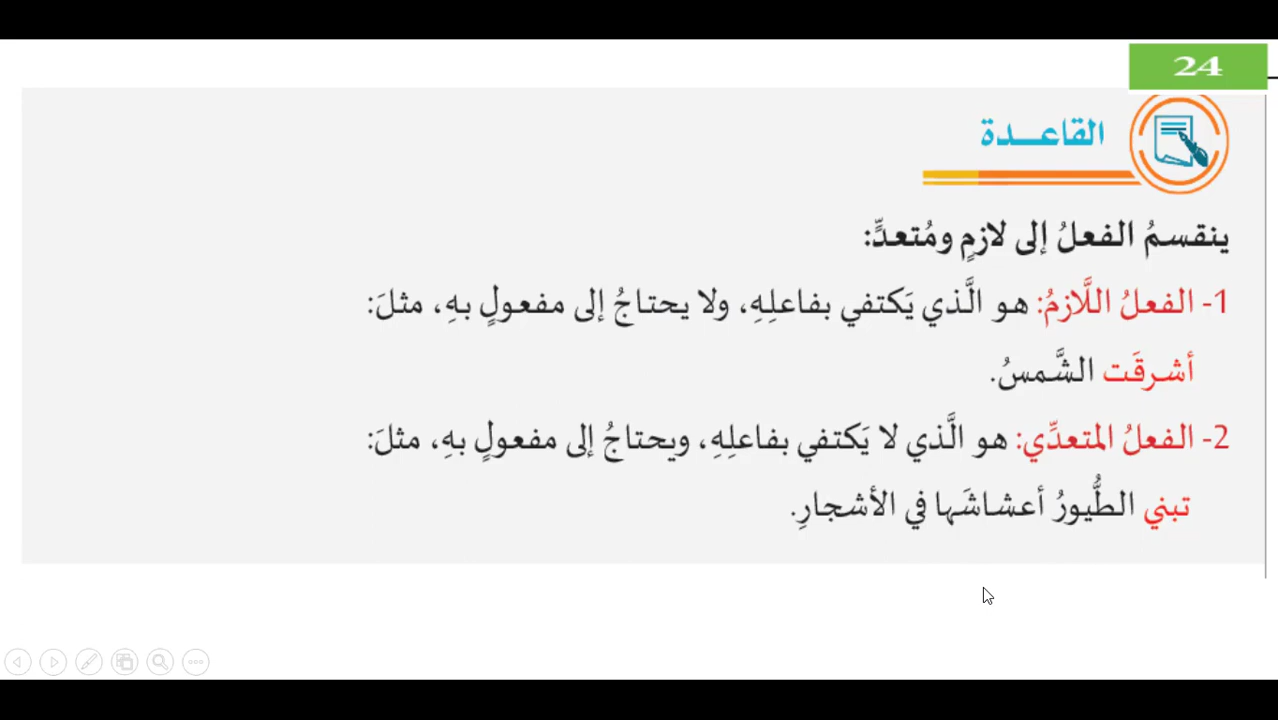 24
القاعـــدة
ينقسمُ الفعلُ إلى لازمٍ ومُتعدٍّ:
1- الفعلُ اللَّازمُ: هو الَّذي يَكتفي بفاعلِهِ، ولا يحتاجُ إلى مفعولٍ بهِ، مثلَ:
أشرقَت الشَّمسُ.
2- الفعلُ المتعدِّي: هو الَّذي لا يَكتفي بفاعلِهِ، ويحتاجُ إلى مفعولٍ بهِ، مثلَ:
تبني الطُّيورُ أعشاشَها في الأشجارِ.